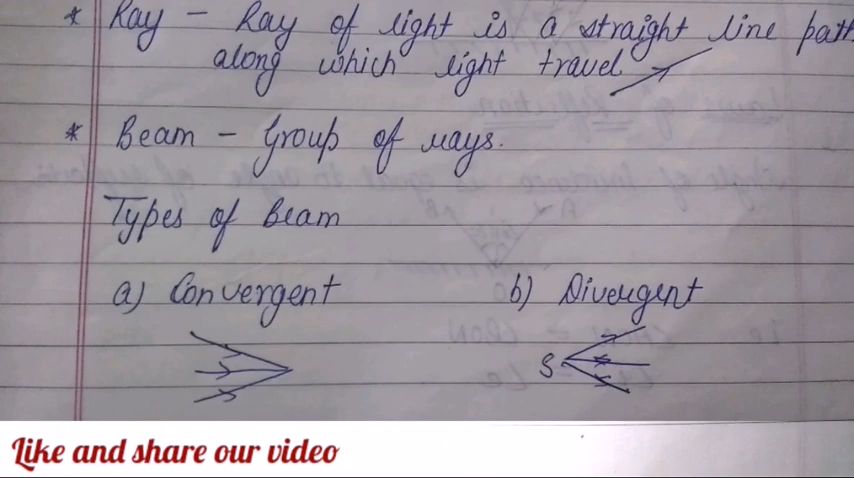 * Ray - Ray of light is a straight line path
along which light travel
* Beam - Group of rays.
Types of Beam
a) Convergent b) Divergent
S
Like and share our video